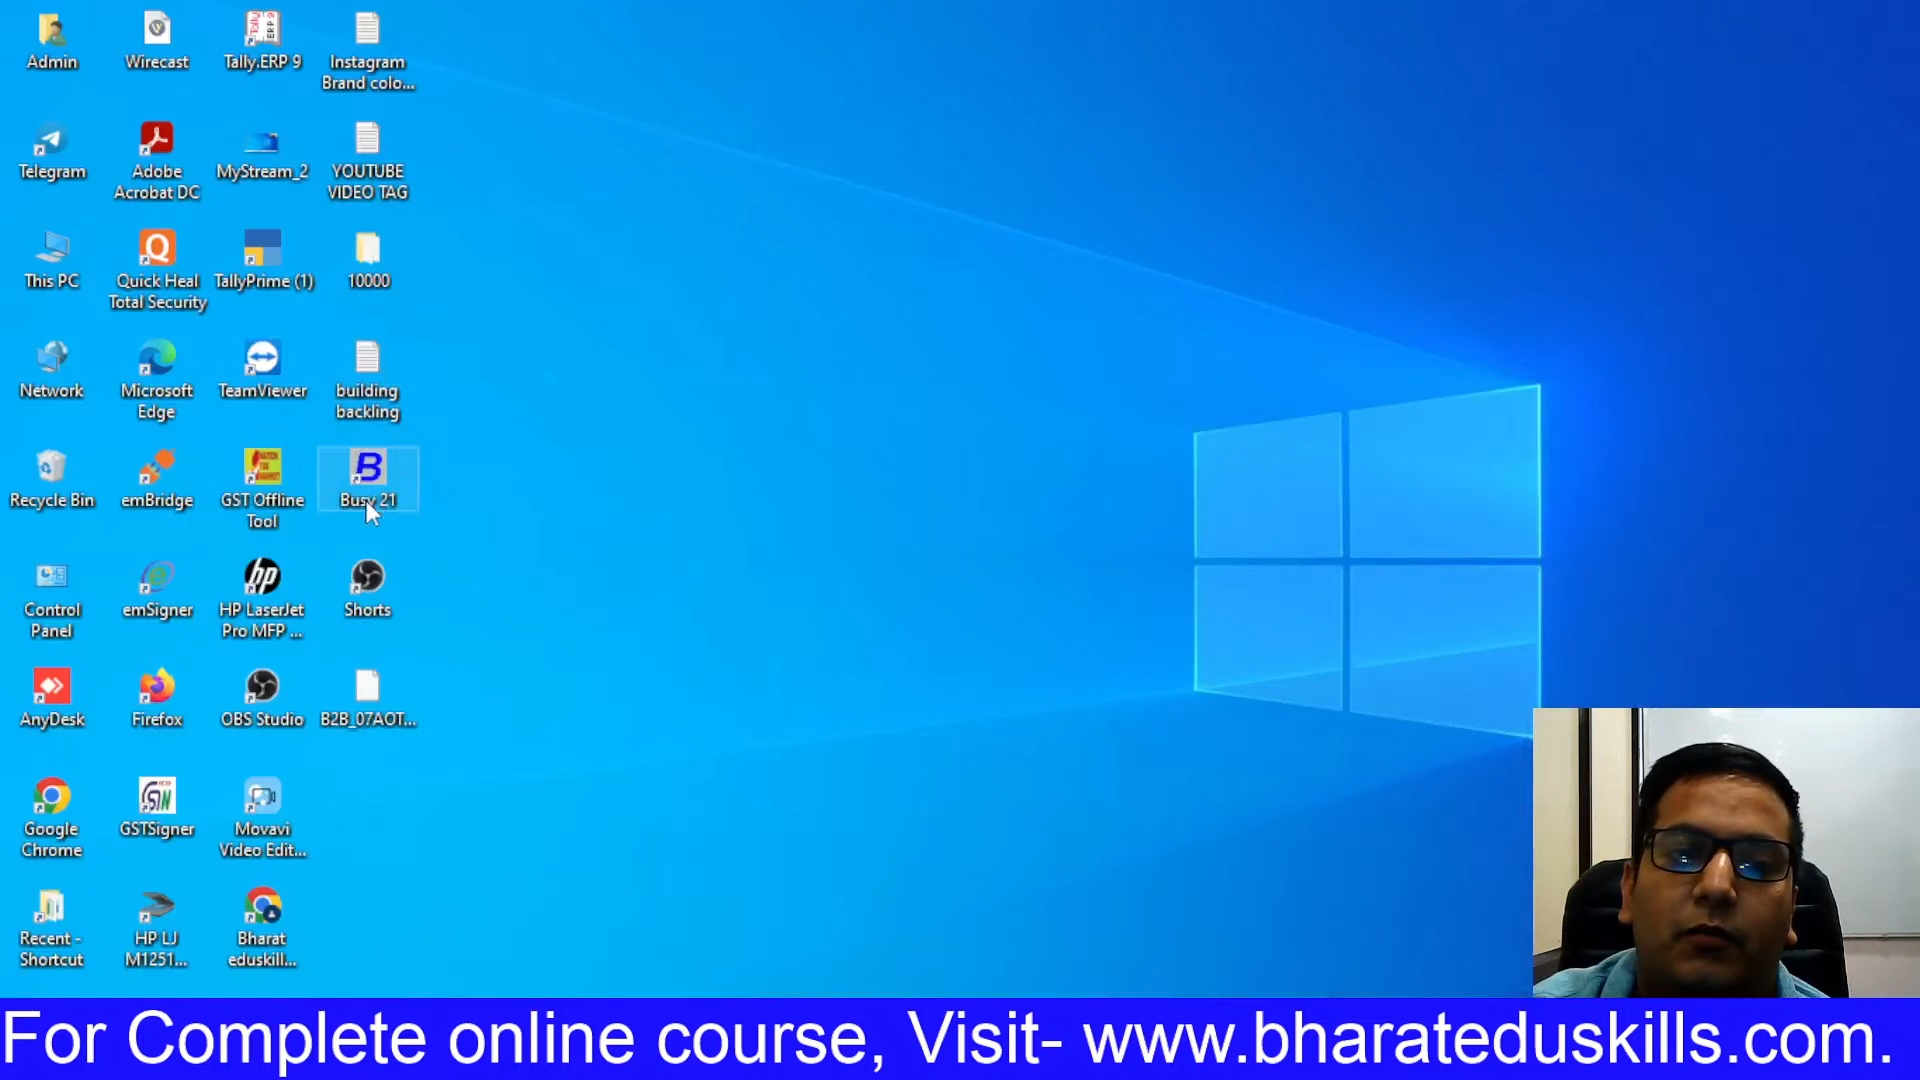 Admin
Wirecast
Tally.ERP 9
Instagram
Brand colo...
Telegram
Adobe
Acrobat DC
MyStream_2
YOUTUBE
VIDEO TAG
This PC
Quick Heal
Total Security
TallyPrime (1)
10000
Network
Microsoft
Edge
TeamViewer
building
backling
Recycle Bin
emBridge
GST Offline
Tool
Busy 21
Control
Panel
emSigner
HP LaserJet
Pro MFP ...
Shorts
AnyDesk
Firefox
OBS Studio
B2B_07AOT...
Google
Chrome
GSTSigner
Movavi
Video Edit...
Recent -
Shortcut
HP LJ
M1251...
Bharat
eduskill...
For Complete online course, Visit- www.bharateduskills.com.